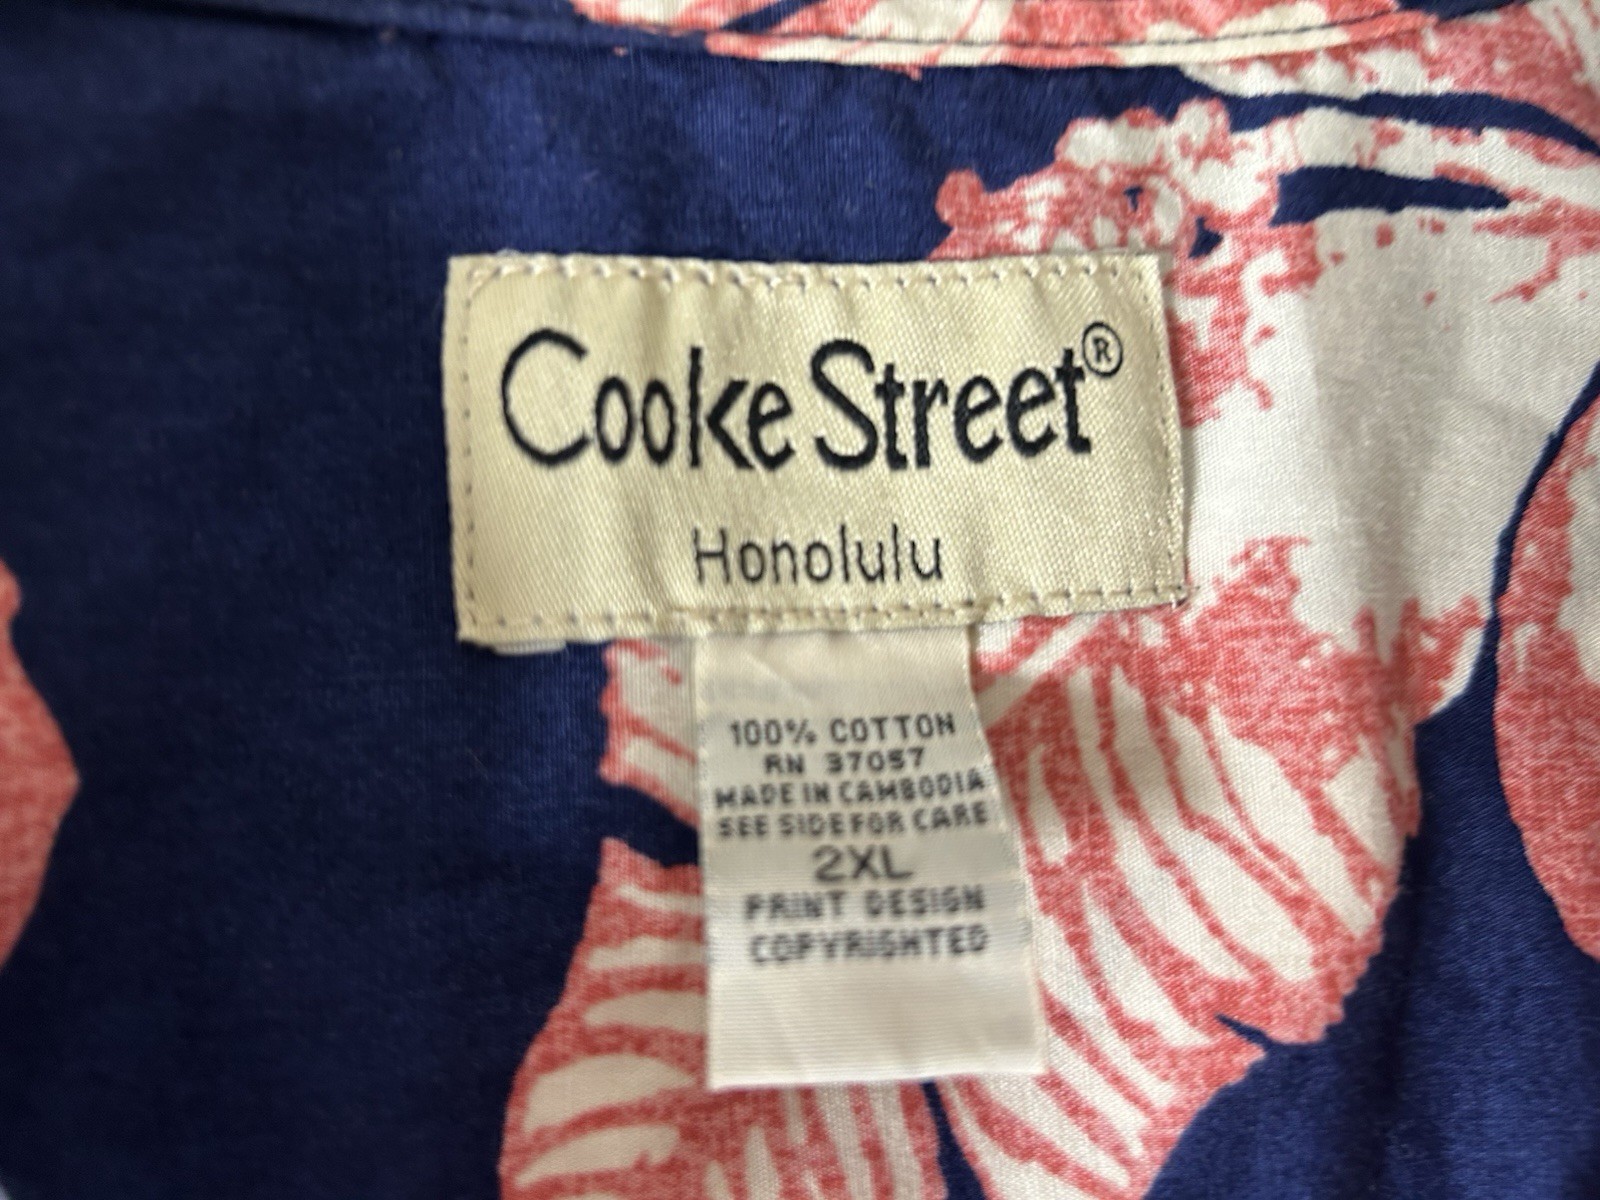 Cooke Street®
Honolulu
100% COTTON
RN 37057
MADE IN CAMBODIA
SEE SIDE FOR CARE
2XL
PRINT DESIGN
COPYRIGHTED